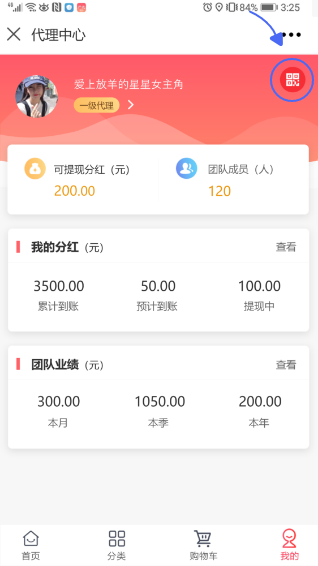 4G 84% 3:25
代理中心
爱上放羊的星星女主角
一级代理
可提现分红（元） 团队成员（人）
200.00 120
我的分红（元） 查看
3500.00 50.00 100.00
累计到账 预计到账 提现中
团队业绩（元） 查看
300.00 1050.00 200.00
本月 本季 本年
首页 分类 购物车 我的